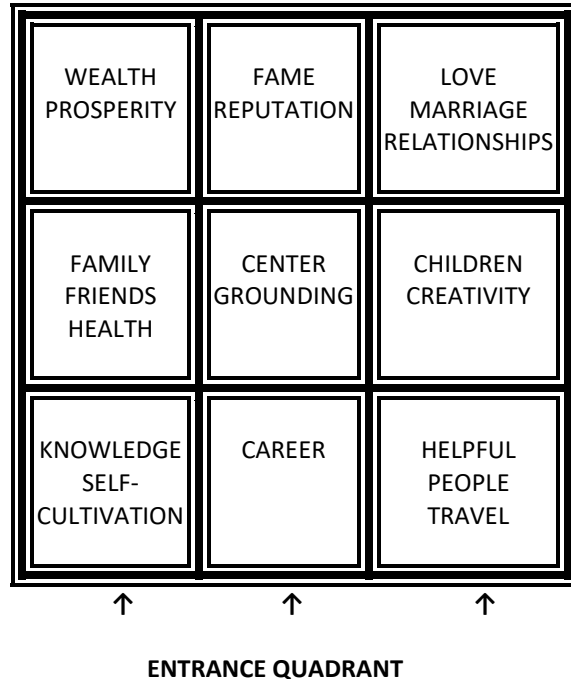 WEALTH
PROSPERITY
FAME
REPUTATION
LOVE
MARRIAGE
RELATIONSHIPS
FAMILY
FRIENDS
HEALTH
CENTER
GROUNDING
CHILDREN
CREATIVITY
KNOWLEDGE
SELF-
CULTIVATION
CAREER
HELPFUL
PEOPLE
TRAVEL
↑ ↑ ↑
ENTRANCE QUADRANT